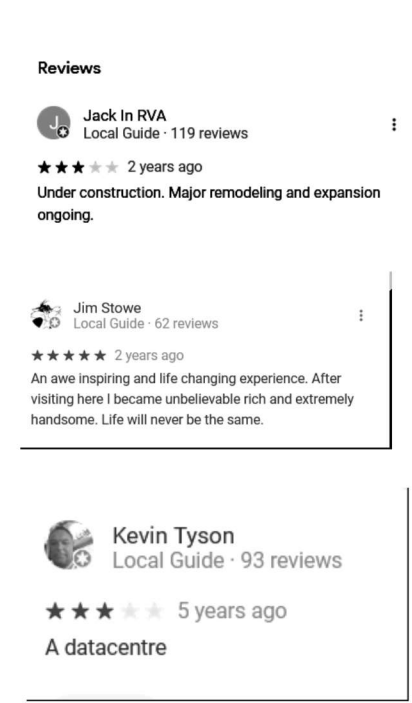 Reviews
Jack In RVA
Local Guide · 119 reviews
2 years ago
Under construction. Major remodeling and expansion
ongoing.
Jim Stowe
Local Guide · 62 reviews
2 years ago
An awe inspiring and life changing experience. After
visiting here I became unbelievable rich and extremely
handsome. Life will never be the same.
Kevin Tyson
Local Guide · 93 reviews
5 years ago
A datacentre